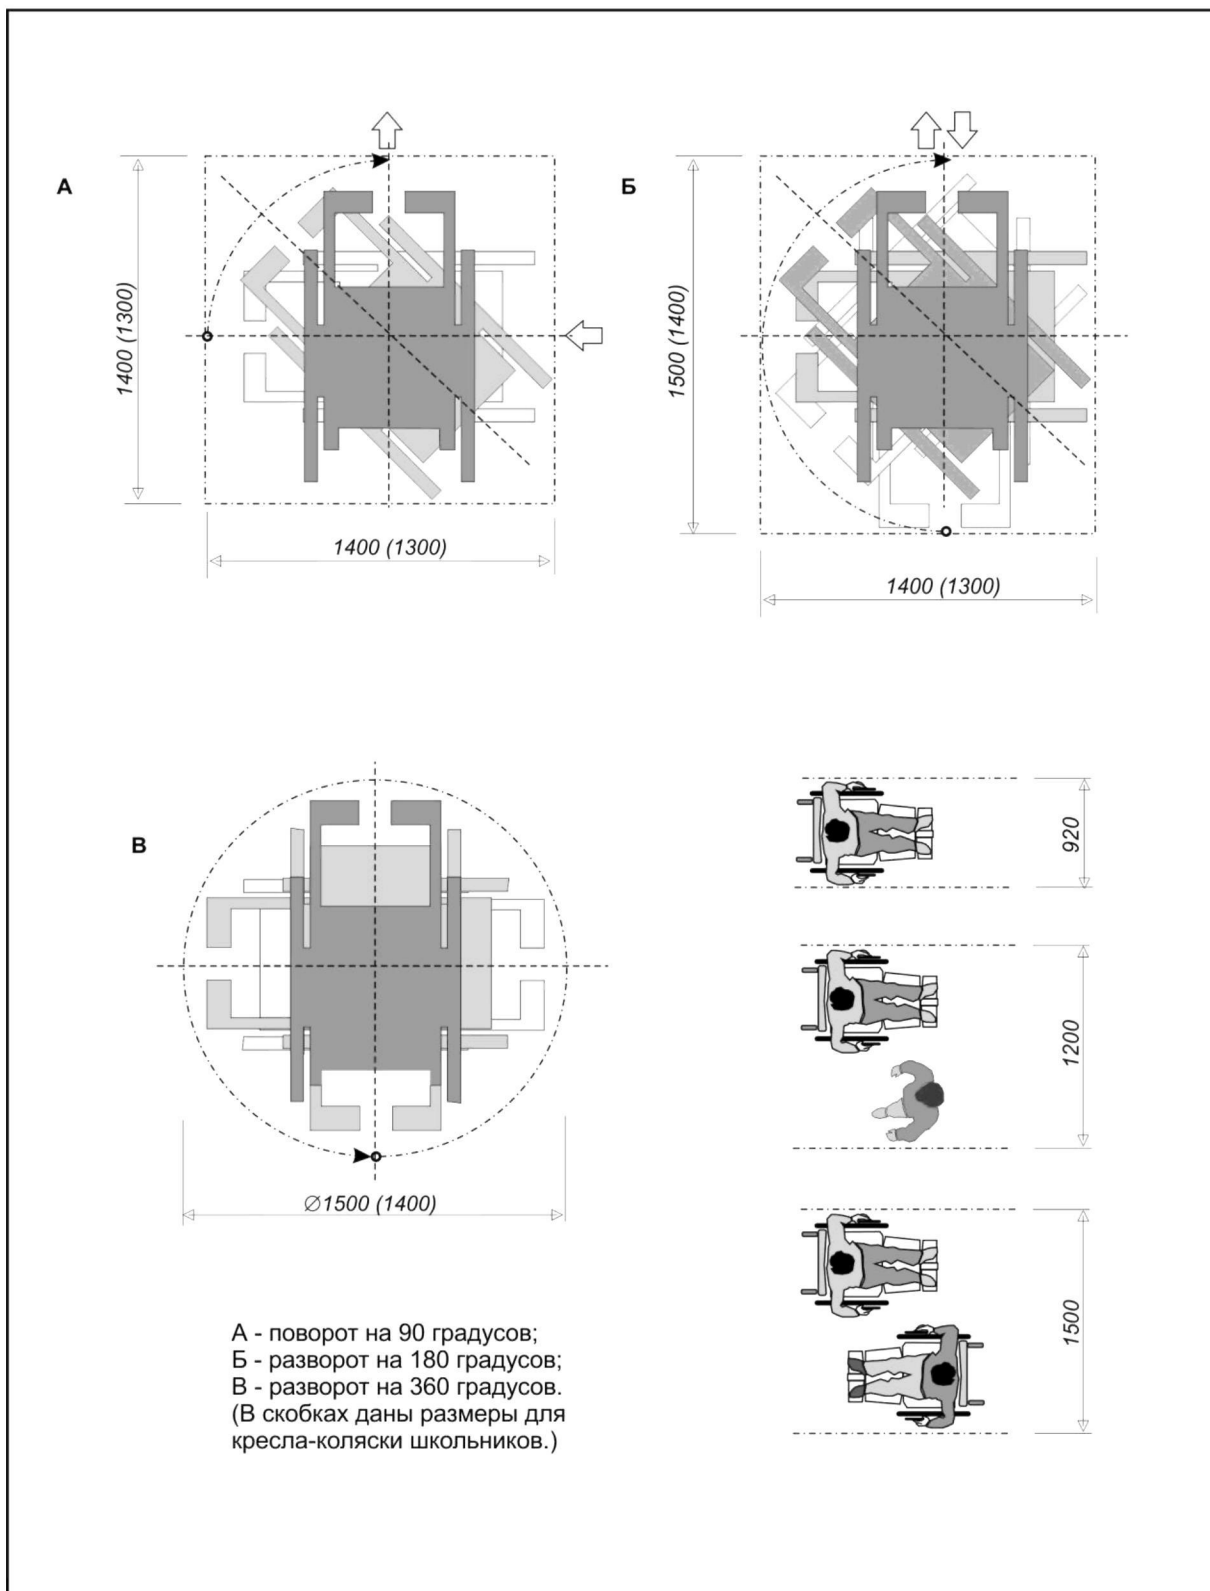 А
1400 (1300)
1400 (1300)
Б
1500 (1400)
1400 (1300)
В
∅1500 (1400)
920
1200
1500
А - поворот на 90 градусов;
Б - разворот на 180 градусов;
В - разворот на 360 градусов.
(В скобках даны размеры для
кресла-коляски школьников.)